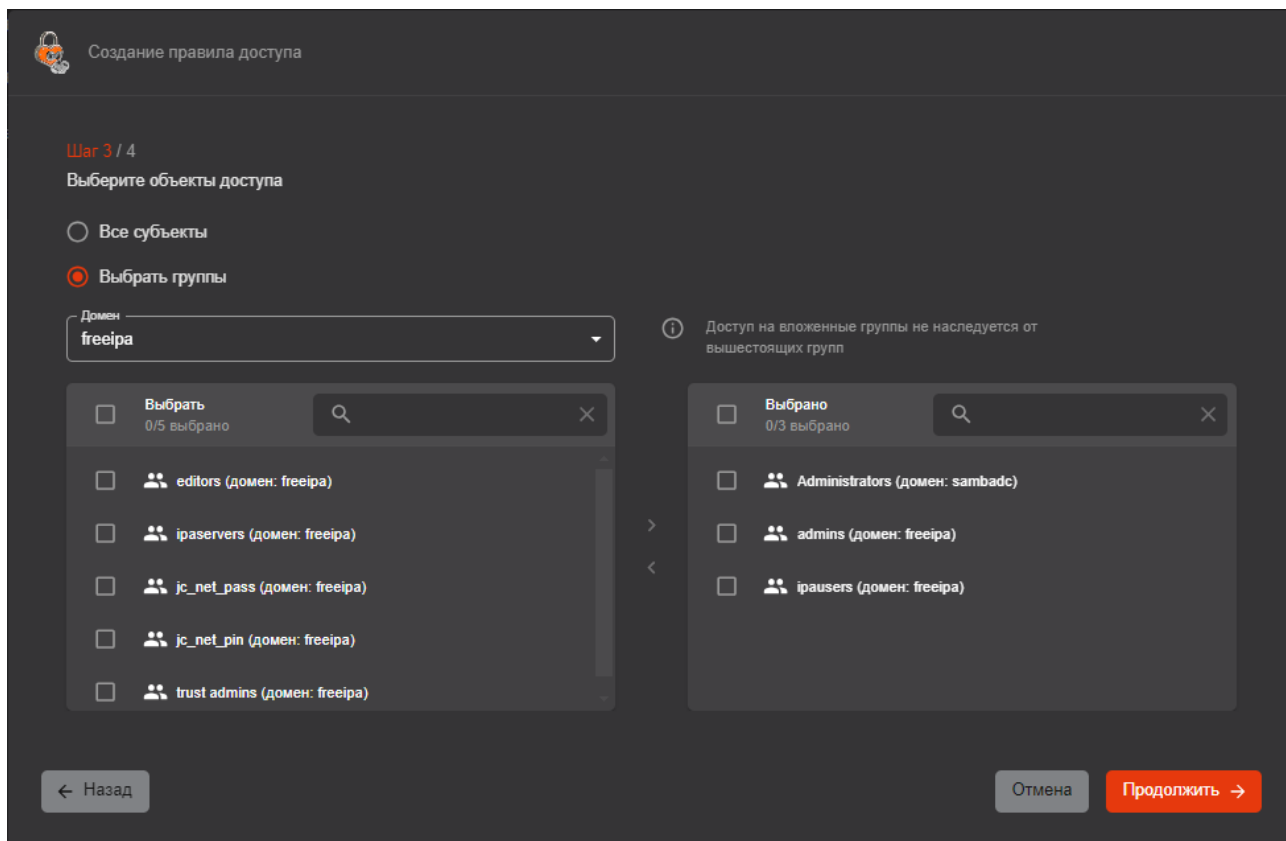 Создание правила доступа
Шаг 3 / 4
Выберите объекты доступа
Все субъекты
Выбрать группы
Домен
freeipa
Доступ на вложенные группы не наследуется от
вышестоящих групп
Выбрать
0/5 выбрано
editors (домен: freeipa)
ipaservers (домен: freeipa)
jc_net_pass (домен: freeipa)
jc_net_pin (домен: freeipa)
trust admins (домен: freeipa)
Выбрано
0/3 выбрано
Administrators (домен: sambadc)
admins (домен: freeipa)
ipausers (домен: freeipa)
Назад
Отмена
Продолжить